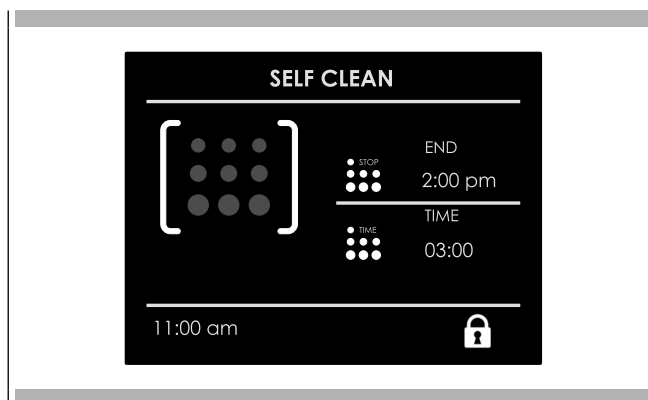 SELF CLEAN
STOP
END
2:00 pm
TIME
TIME
03:00
11:00 am